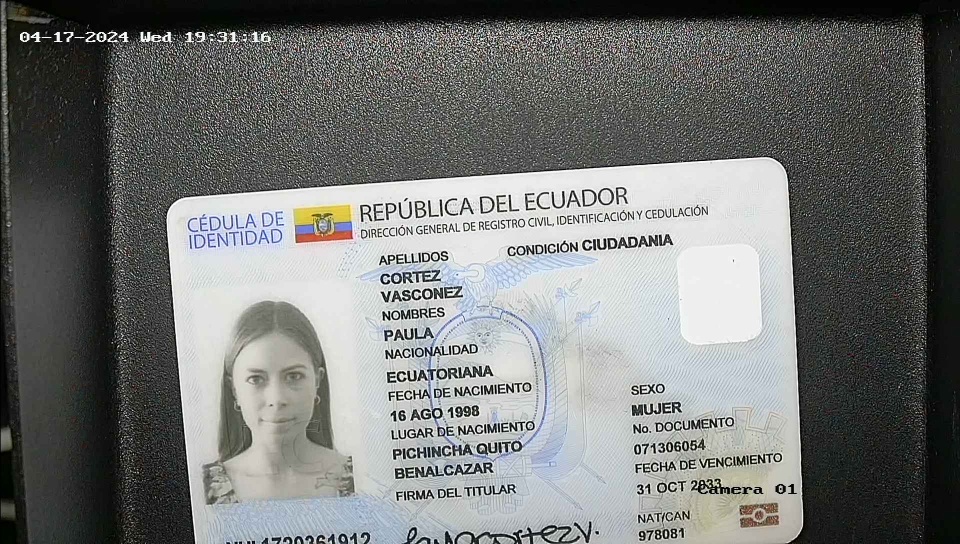 04-17-2024 Wed 19:31:16
CÉDULA DE IDENTIDAD
REPÚBLICA DEL ECUADOR
DIRECCIÓN GENERAL DE REGISTRO CIVIL, IDENTIFICACIÓN Y CEDULACIÓN
APELLIDOS
CONDICIÓN CIUDADANIA
CORTEZ
VASCONEZ
NOMBRES
PAULA
NACIONALIDAD
ECUATORIANA
FECHA DE NACIMIENTO
16 AGO 1998
LUGAR DE NACIMIENTO
PICHINCHA QUITO
BENALCAZAR
FIRMA DEL TITULAR
SEXO
MUJER
No. DOCUMENTO
071306054
FECHA DE VENCIMIENTO
31 OCT 2033
Camera 01
NAT/CAN
978081
NUI.1720361912